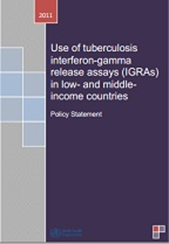 2011
Use of tuberculosis
interferon-gamma
release assays (IGRAs)
in low- and middle-
income countries
Policy Statement